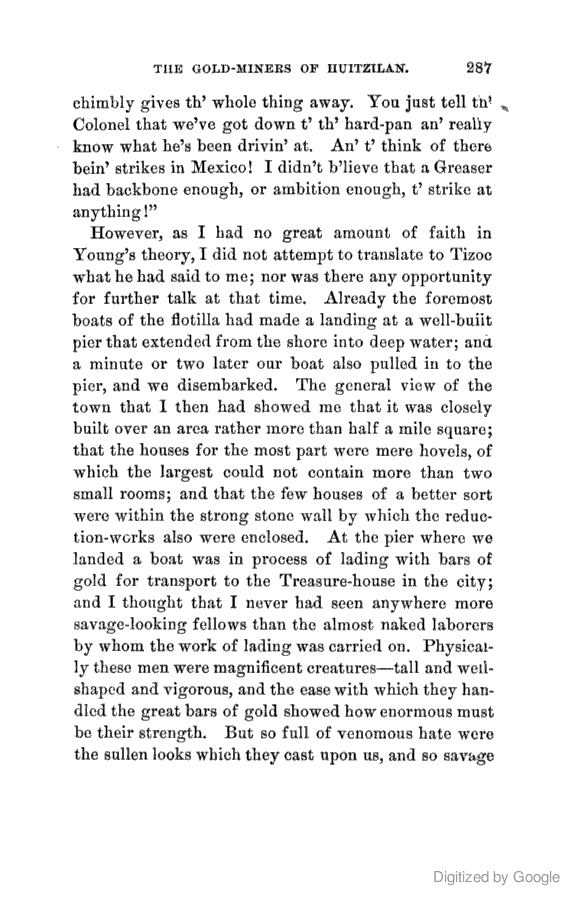 THE GOLD-MINERS OF HUITZILAN. 287
chimbly gives th' whole thing away. You just tell th'
Colonel that we've got down t' th' hard-pan an' really
know what he's been drivin' at. An' t' think of there
bein' strikes in Mexico! I didn't b'lieve that a Greaser
had backbone enough, or ambition enough, t' strike at
anything!"
However, as I had no great amount of faith in
Young's theory, I did not attempt to translate to Tizoc
what he had said to me; nor was there any opportunity
for further talk at that time. Already the foremost
boats of the flotilla had made a landing at a well-built
pier that extended from the shore into deep water; and
a minute or two later our boat also pulled in to the
pier, and we disembarked. The general view of the
town that I then had showed me that it was closely
built over an area rather more than half a mile square;
that the houses for the most part were mere hovels, of
which the largest could not contain more than two
small rooms; and that the few houses of a better sort
were within the strong stone wall by which the reduc-
tion-works also were enclosed. At the pier where we
landed a boat was in process of lading with bars of
gold for transport to the Treasure-house in the city;
and I thought that I never had seen anywhere more
savage-looking fellows than the almost naked laborers
by whom the work of lading was carried on. Physical-
ly these men were magnificent creatures—tall and well-
shaped and vigorous, and the ease with which they han-
dled the great bars of gold showed how enormous must
be their strength. But so full of venomous hate were
the sullen looks which they cast upon us, and so savage
Digitized by Google